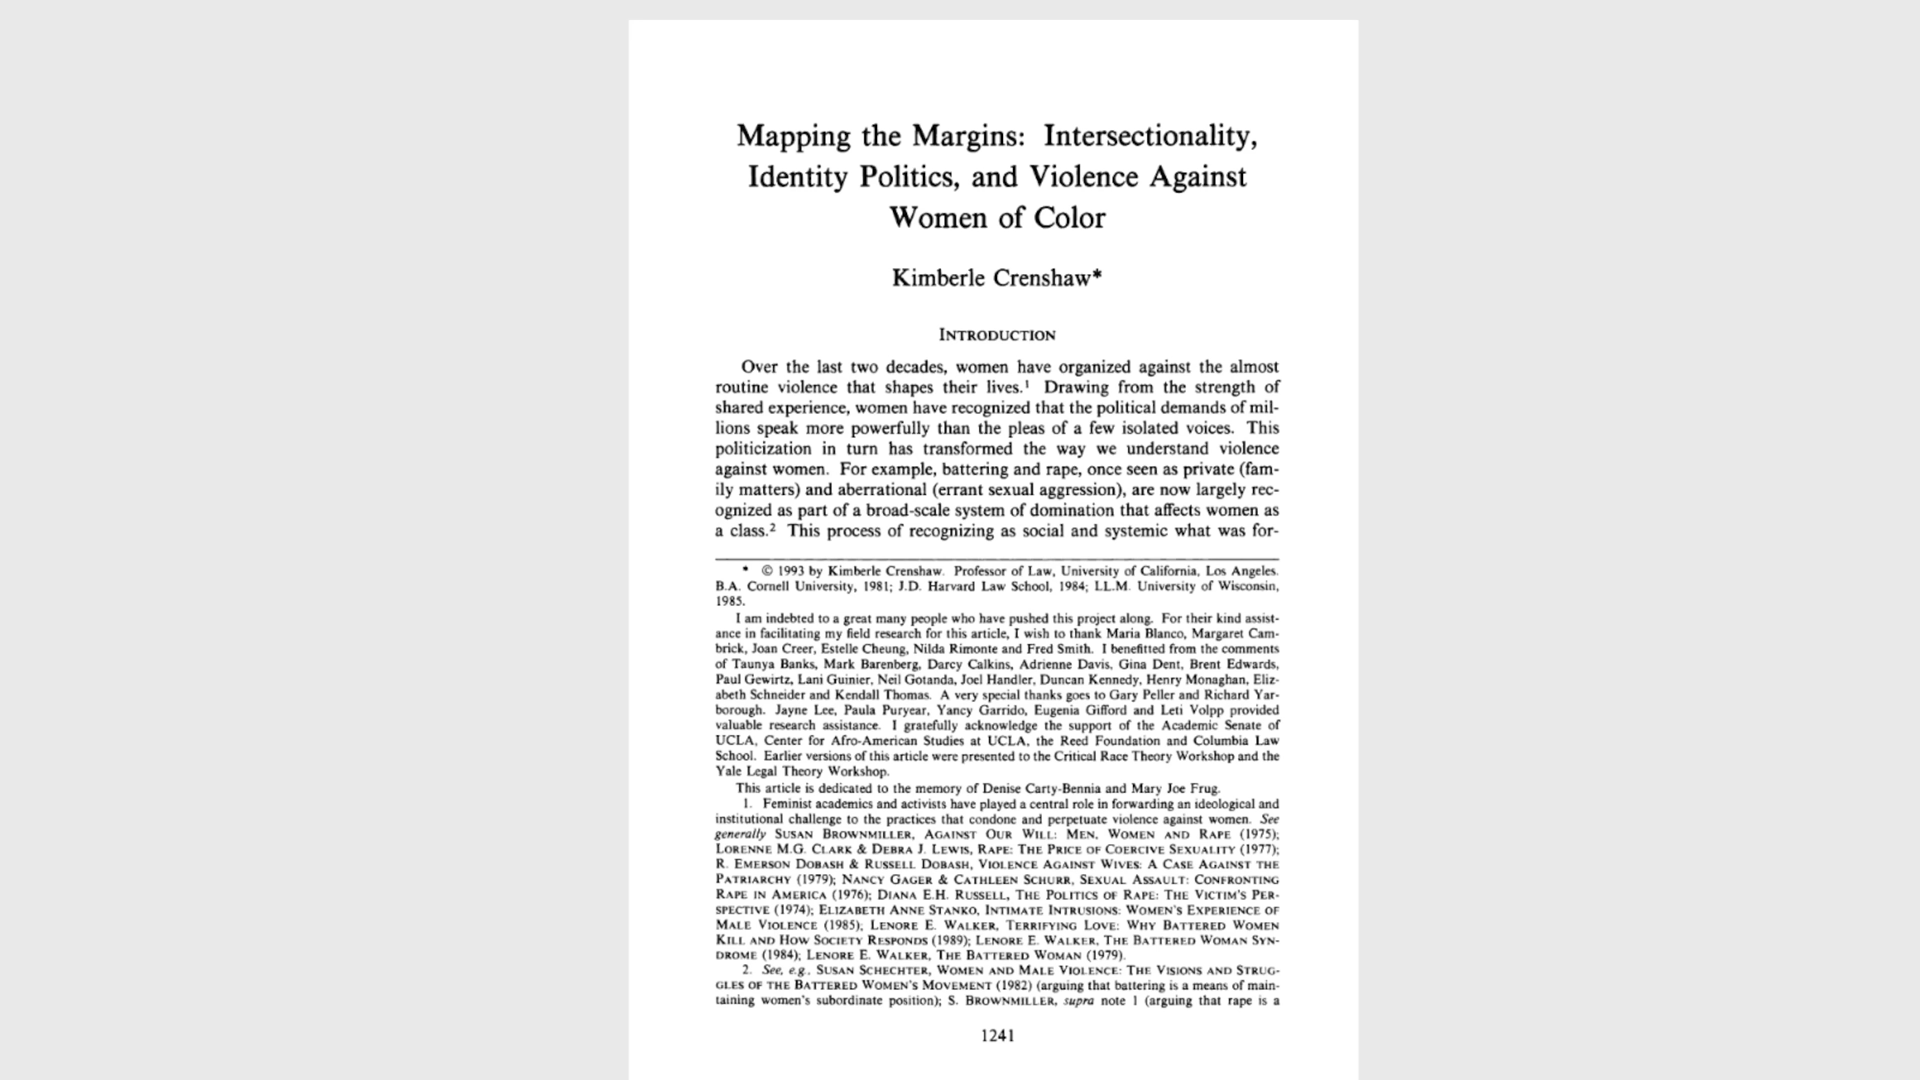 Mapping the Margins: Intersectionality,
Identity Politics, and Violence Against
Women of Color
Kimberle Crenshaw*
INTRODUCTION
Over the last two decades, women have organized against the almost
routine violence that shapes their lives.1 Drawing from the strength of
shared experience, women have recognized that the political demands of mil-
lions speak more powerfully than the pleas of a few isolated voices. This
politicization in turn has transformed the way we understand violence
against women. For example, battering and rape, once seen as private (fam-
ily matters) and aberrational (errant sexual aggression), are now largely rec-
ognized as part of a broad-scale system of domination that affects women as
a class.2 This process of recognizing as social and systemic what was for-
* © 1993 by Kimberle Crenshaw. Professor of Law, University of California, Los Angeles.
B.A. Cornell University, 1981; J.D. Harvard Law School, 1984; LL.M. University of Wisconsin,
1985.
I am indebted to a great many people who have pushed this project along. For their kind assist-
ance in facilitating my field research for this article, I wish to thank Maria Blanco, Margaret Cam-
brick, Joan Creer, Estelle Cheung, Nilda Rimonte and Fred Smith. I benefitted from the comments
of Taunya Banks, Mark Barenberg, Darcy Calkins, Adrienne Davis, Gina Dent, Brent Edwards,
Paul Gewirtz, Lani Guinier, Neil Gotanda, Joel Handler, Duncan Kennedy, Henry Monaghan, Eliz-
abeth Schneider and Kendall Thomas. A very special thanks goes to Gary Peller and Richard Yar-
borough. Jayne Lee, Paula Puryear, Yancy Garrido, Eugenia Gifford and Leti Volpp provided
valuable research assistance. I gratefully acknowledge the support of the Academic Senate of
UCLA, Center for Afro-American Studies at UCLA, the Reed Foundation and Columbia Law
School. Earlier versions of this article were presented to the Critical Race Theory Workshop and the
Yale Legal Theory Workshop.
This article is dedicated to the memory of Denise Carty-Bennia and Mary Joe Frug.
1. Feminist academics and activists have played a central role in forwarding an ideological and
institutional challenge to the practices that condone and perpetuate violence against women. See
generally SUSAN BROWNMILLER, AGAINST OUR WILL: MEN, WOMEN AND RAPE (1975);
LORENNE M.G. CLARK & DEBRA J. LEWIS, RAPE: THE PRICE OF COERCIVE SEXUALITY (1977);
R. EMERSON DOBASH & RUSSELL DOBASH, VIOLENCE AGAINST WIVES: A CASE AGAINST THE
PATRIARCHY (1979); NANCY GAGER & CATHLEEN SCHURR, SEXUAL ASSAULT: CONFRONTING
RAPE IN AMERICA (1976); DIANA E.H. RUSSELL, THE POLITICS OF RAPE: THE VICTIM'S PER-
SPECTIVE (1974); ELIZABETH ANNE STANKO, INTIMATE INTRUSIONS: WOMEN'S EXPERIENCE OF
MALE VIOLENCE (1985); LENORE E. WALKER, TERRIFYING LOVE: WHY BATTERED WOMEN
KILL AND HOW SOCIETY RESPONDS (1989); LENORE E. WALKER, THE BATTERED WOMAN SYN-
DROME (1984); LENORE E. WALKER, THE BATTERED WOMAN (1979).
2. See, e.g., SUSAN SCHECHTER, WOMEN AND MALE VIOLENCE: THE VISIONS AND STRUG-
GLES OF THE BATTERED WOMEN'S MOVEMENT (1982) (arguing that battering is a means of main-
taining women's subordinate position); S. BROWNMILLER, supra note 1 (arguing that rape is a
1241